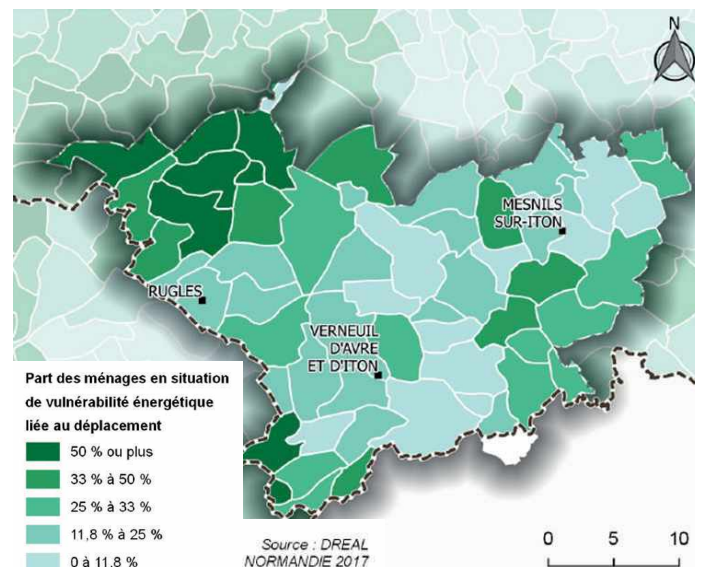 N
MESNILS
SUR-ITON
RUGLES
VERNEUIL
D'AVRE
ET D'ITON
Part des ménages en situation
de vulnérabilité énergétique
liée au déplacement
50 % ou plus
33 % à 50 %
25 % à 33 %
11,8 % à 25 %
0 à 11,8 %
Source : DREAL
NORMANDIE 2017
0 5 10